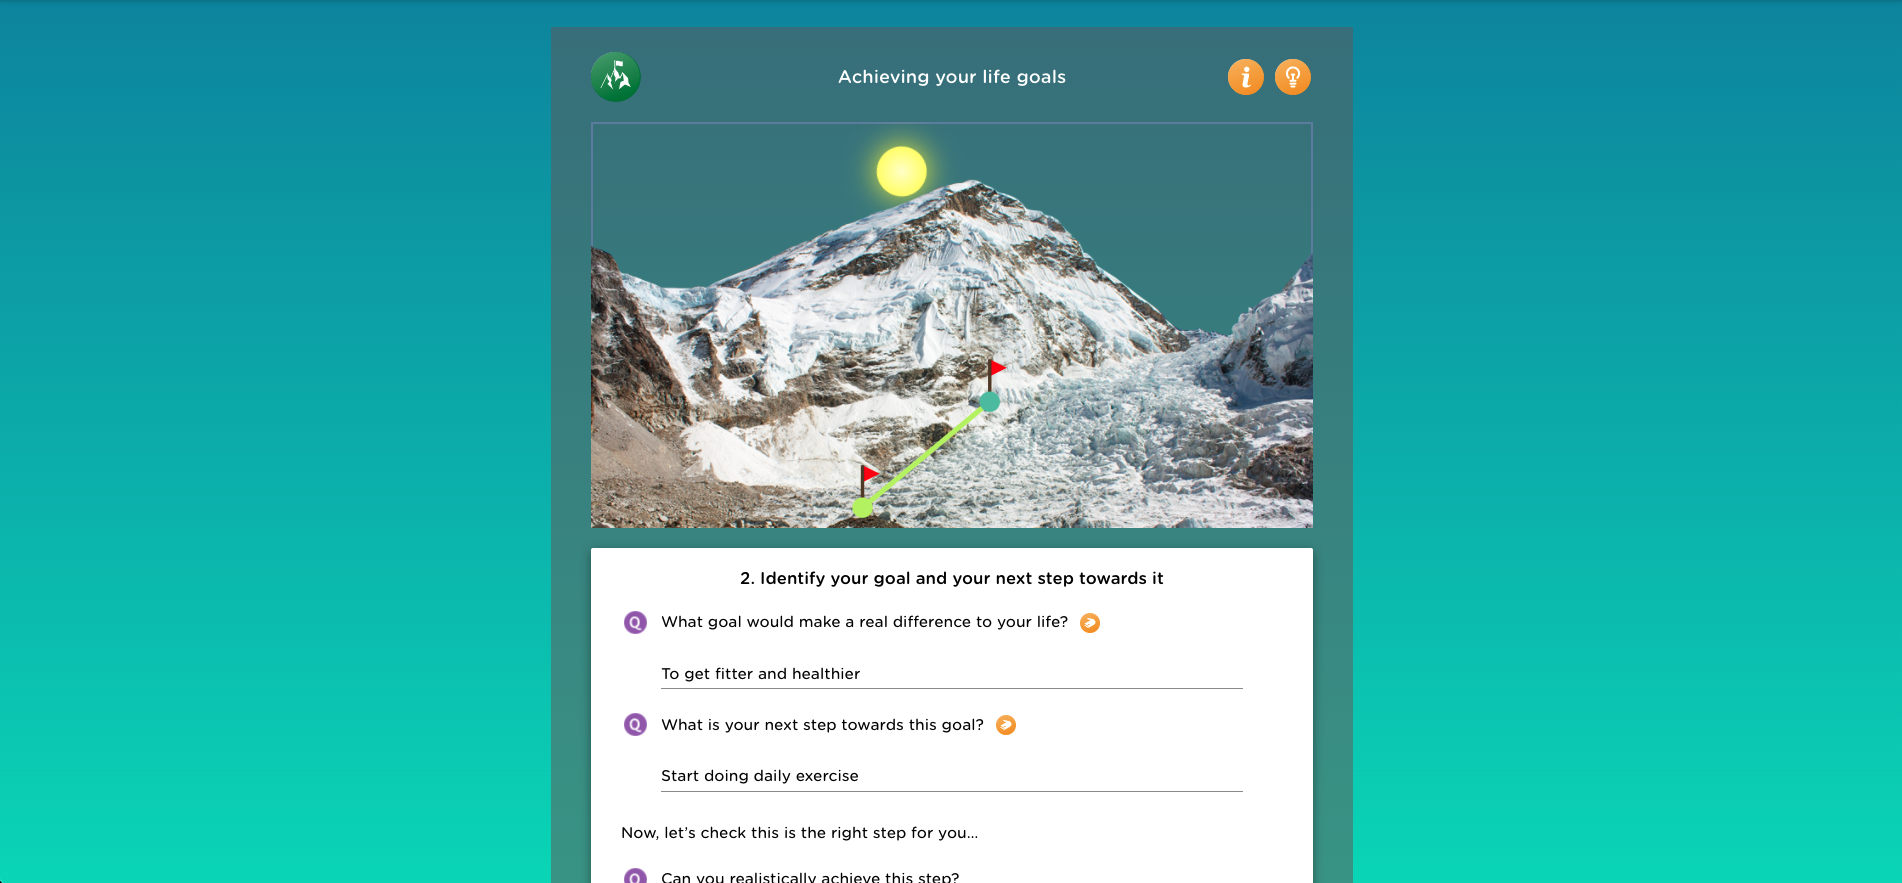 Achieving your life goals
2. Identify your goal and your next step towards it
Q What goal would make a real difference to your life?
To get fitter and healthier
Q What is your next step towards this goal?
Start doing daily exercise
Now, let’s check this is the right step for you...
Q Can you realistically achieve this step?